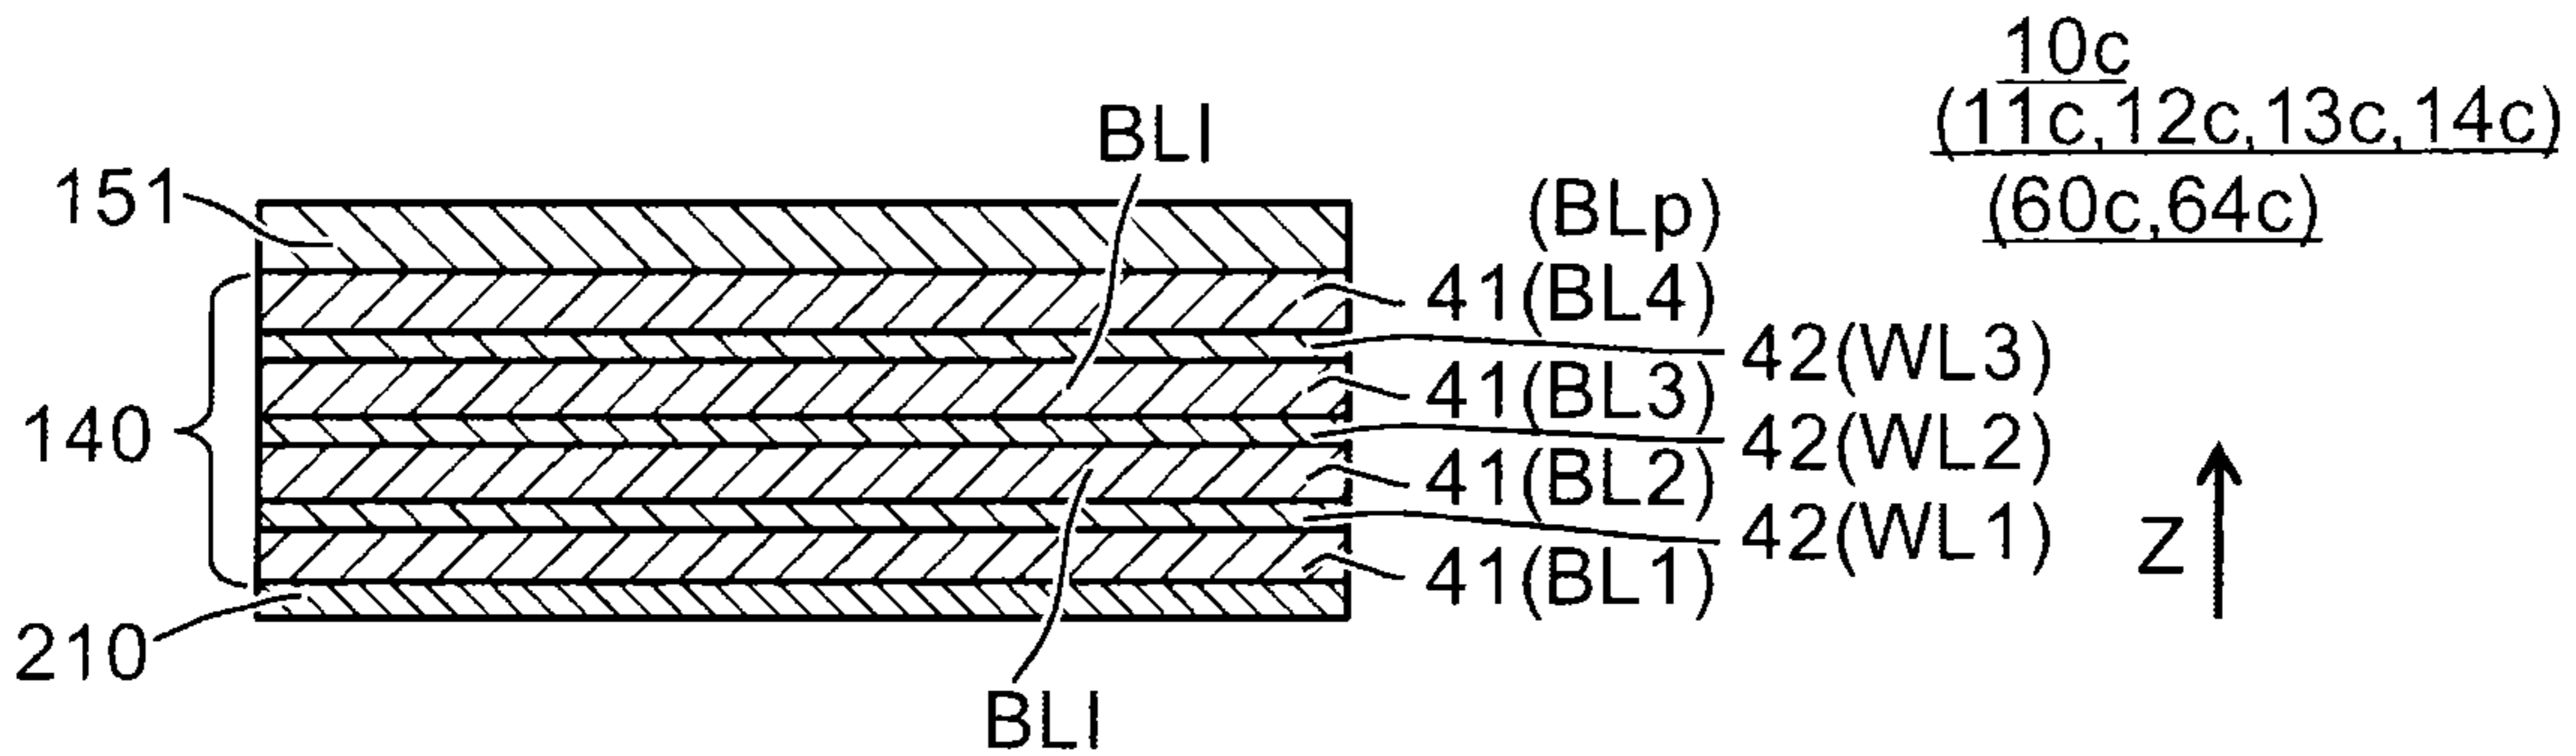 10c
(11c,12c,13c,14c)
(60c,64c)
BLI
151
(BLp)
41(BL4)
42(WL3)
41(BL3)
140
42(WL2)
41(BL2)
42(WL1)
41(BL1)
Z
210
BLI